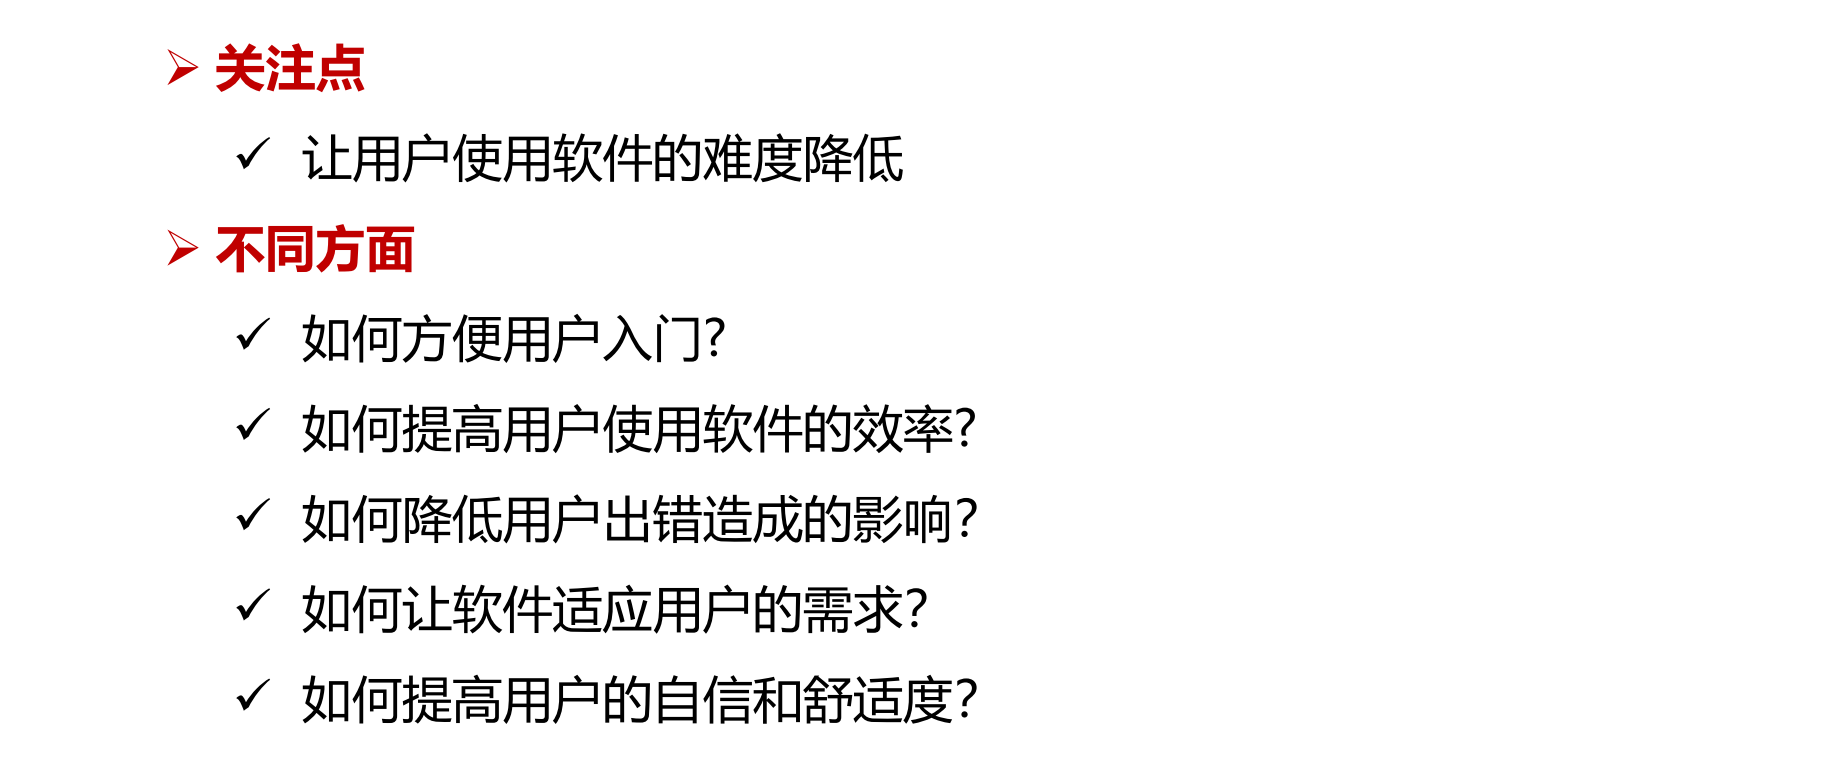 ➢ 关注点
✓ 让用户使用软件的难度降低
➢ 不同方面
✓ 如何方便用户入门?
✓ 如何提高用户使用软件的效率?
✓ 如何降低用户出错造成的影响?
✓ 如何让软件适应用户的需求?
✓ 如何提高用户的自信和舒适度?